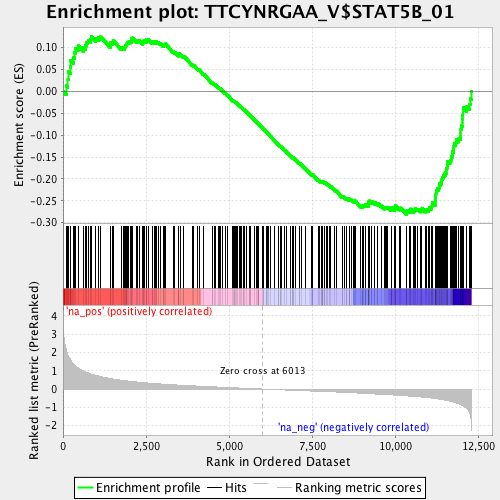 Enrichment plot: TTCYNRGAA_V$STAT5B_01
Enrichment score (ES)
0.10
0.05
0.00
-0.05
-0.10
-0.15
-0.20
-0.25
-0.30
'na_pos' (positively correlated)
Ranked list metric (PreRanked)
4
3
2
1
0
-1
-2
Zero cross at 6013
'na_neg' (negatively correlated)
0
2,500
5,000
7,500
10,000
12,500
Rank in Ordered Dataset
Enrichment profile
Hits
Ranking metric scores